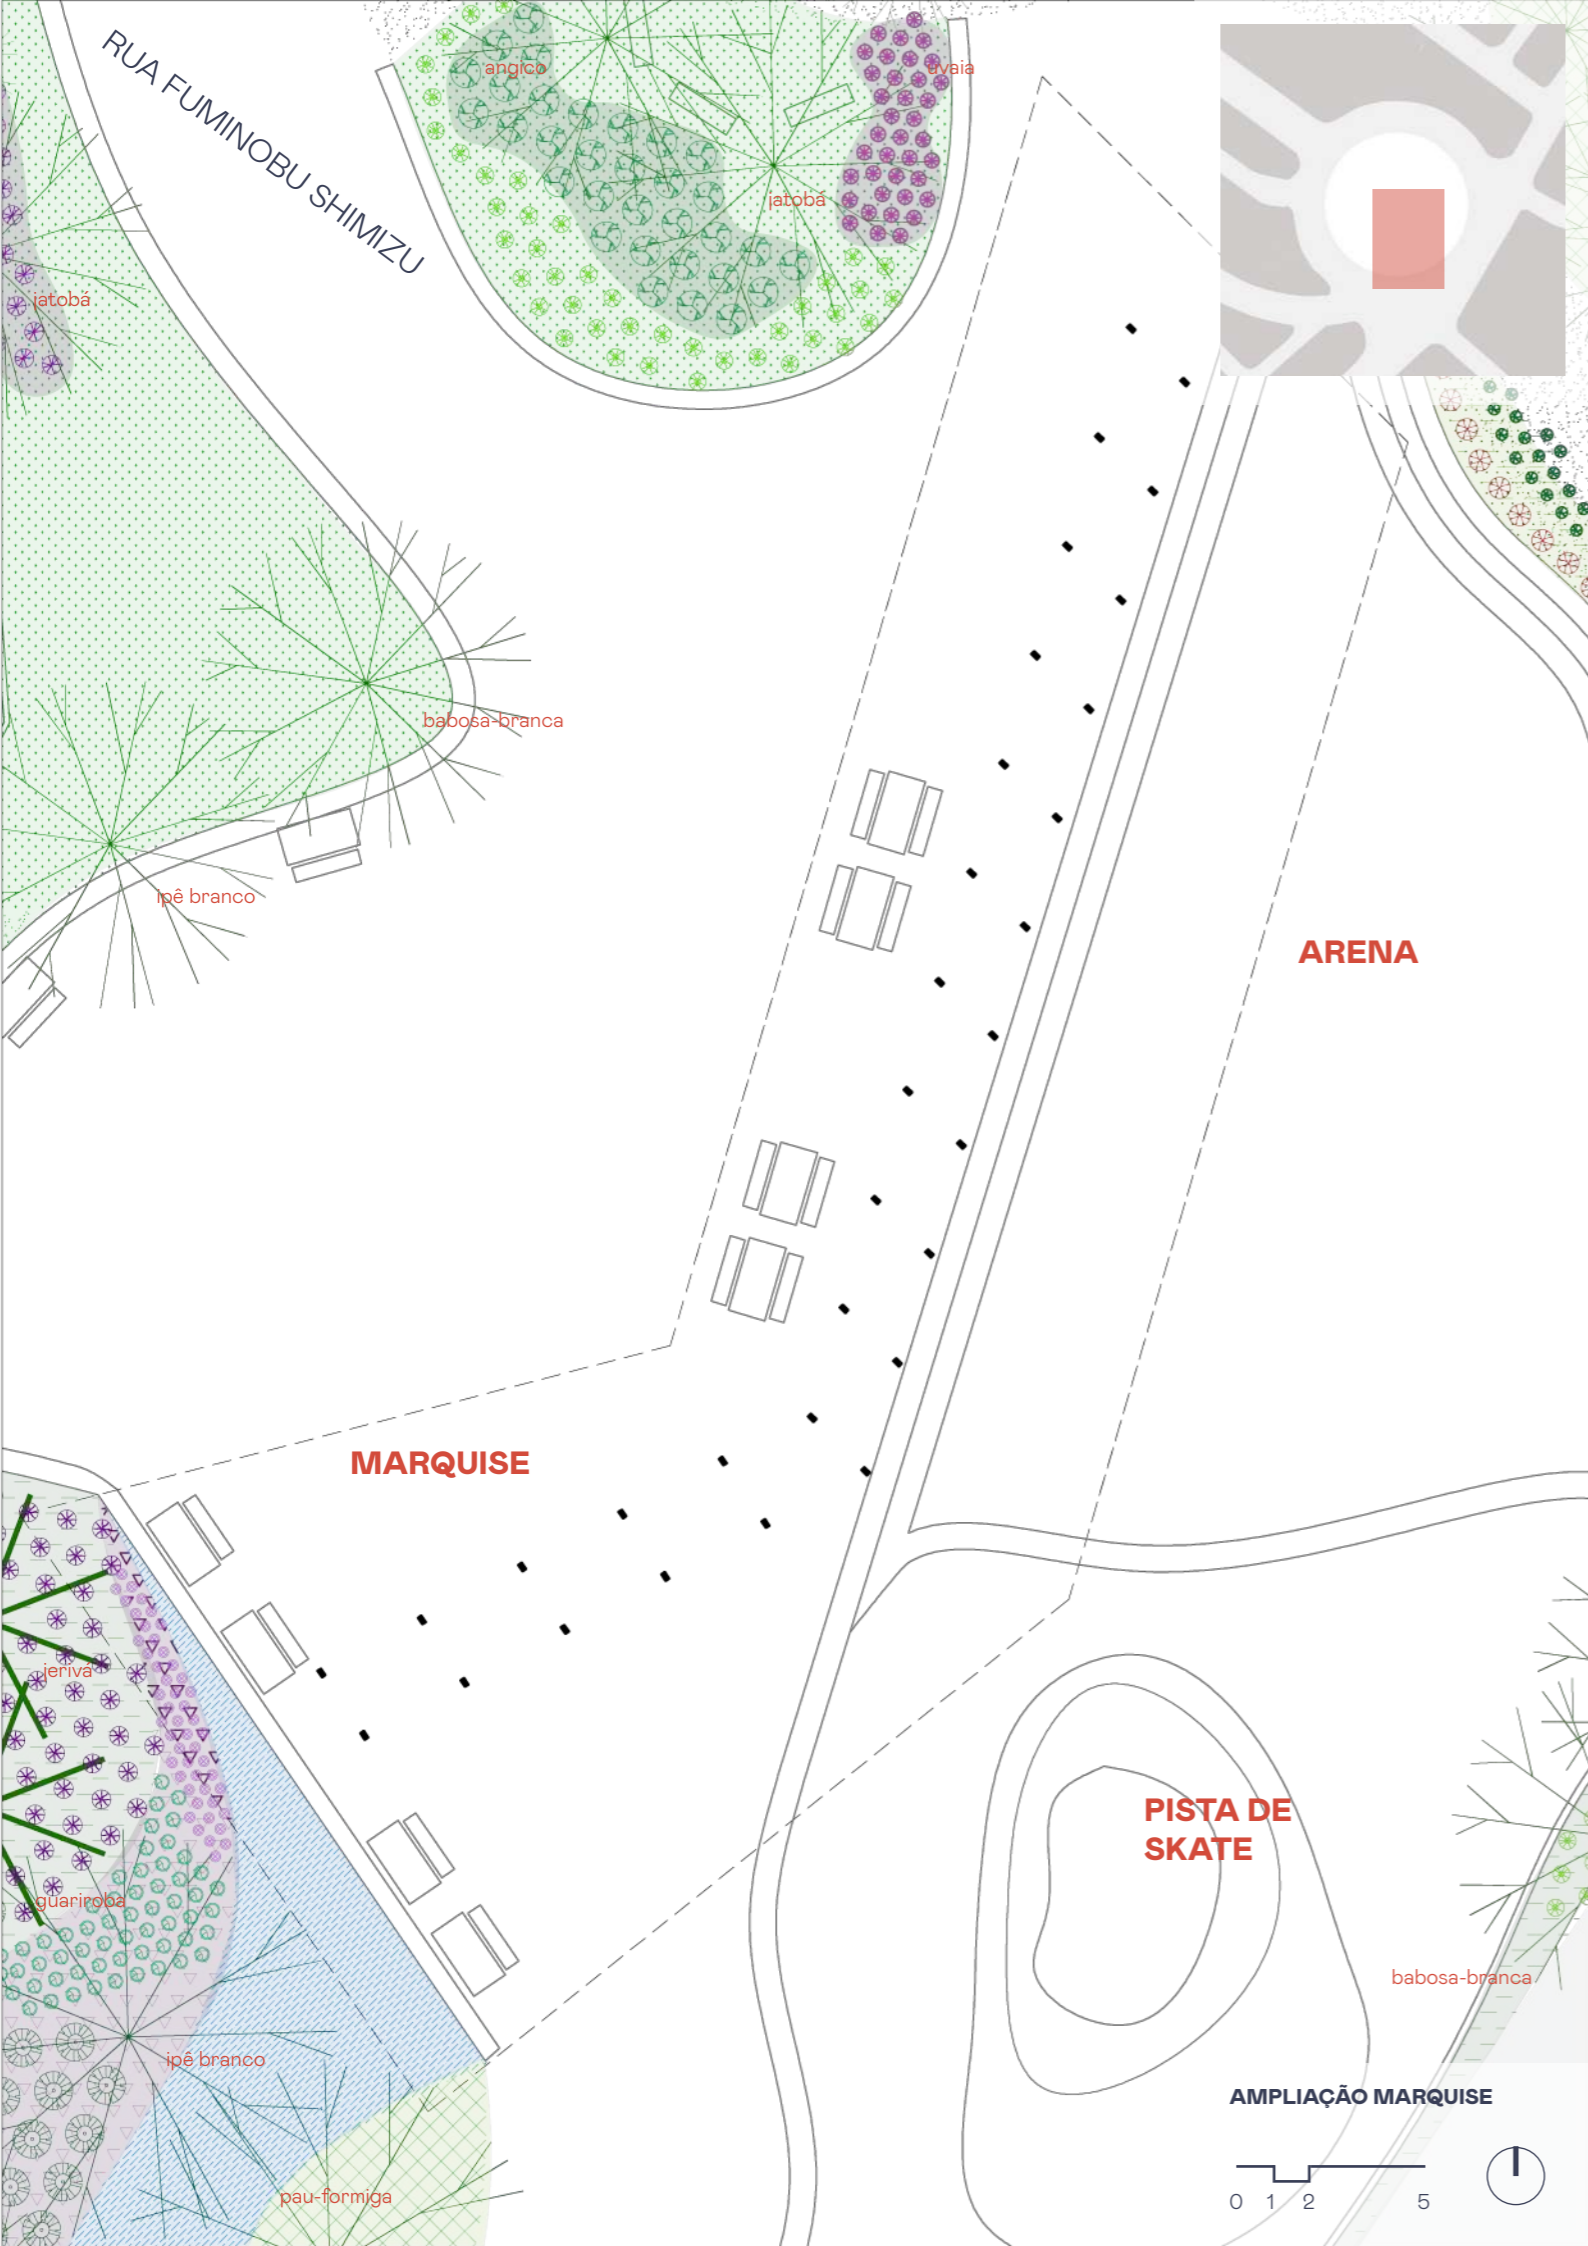 RUA FUMINOBU SHIMIZU
angico
uvaia
jatobá
jatobá
babosa-branca
ipê branco
ARENA
MARQUISE
jerivá
PISTA DE
SKATE
guariroba
babosa-branca
ipê branco
pau-formiga
AMPLIAÇÃO MARQUISE
0 1 2 5